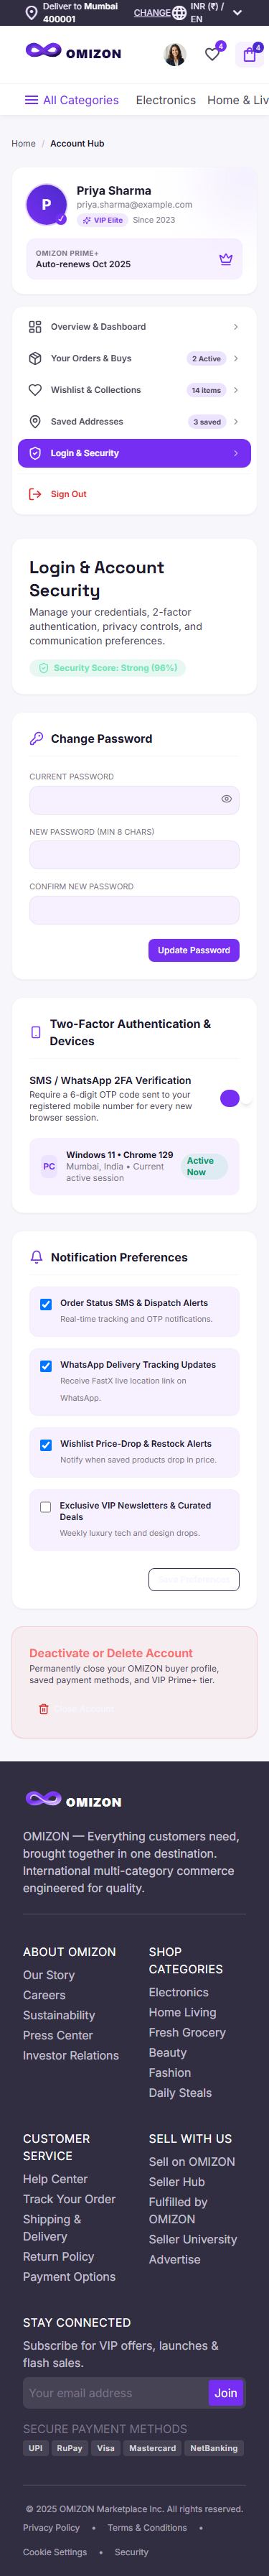 Deliver to Mumbai 400001
CHANGE
INR (₹) / EN
OMIZON
4
4
All Categories
Electronics
Home & Liv
Home / Account Hub
P
Priya Sharma
priya.sharma@example.com
VIP Elite
Since 2023
OMIZON PRIME+
Auto-renews Oct 2025
Overview & Dashboard
Your Orders & Buys
2 Active
Wishlist & Collections
14 items
Saved Addresses
3 saved
Login & Security
Sign Out
Login & Account
Security
Manage your credentials, 2-factor
authentication, privacy controls, and
communication preferences.
Security Score: Strong (96%)
Change Password
CURRENT PASSWORD
NEW PASSWORD (MIN 8 CHARS)
CONFIRM NEW PASSWORD
Update Password
Two-Factor Authentication &
Devices
SMS / WhatsApp 2FA Verification
Require a 6-digit OTP code sent to your
registered mobile number for every new
browser session.
PC
Windows 11 • Chrome 129
Mumbai, India • Current
active session
Active
Now
Notification Preferences
Order Status SMS & Dispatch Alerts
Real-time tracking and OTP notifications.
WhatsApp Delivery Tracking Updates
Receive FastX live location link on
WhatsApp.
Wishlist Price-Drop & Restock Alerts
Notify when saved products drop in price.
Exclusive VIP Newsletters & Curated
Deals
Weekly luxury tech and design drops.
Deactivate or Delete Account
Permanently close your OMIZON buyer profile,
saved payment methods, and VIP Prime+ tier.
OMIZON
OMIZON — Everything customers need,
brought together in one destination.
International multi-category commerce
engineered for quality.
ABOUT OMIZON
Our Story
Careers
Sustainability
Press Center
Investor Relations
SHOP
CATEGORIES
Electronics
Home Living
Fresh Grocery
Beauty
Fashion
Daily Steals
CUSTOMER
SERVICE
Help Center
Track Your Order
Shipping &
Delivery
Return Policy
Payment Options
SELL WITH US
Sell on OMIZON
Seller Hub
Fulfilled by
OMIZON
Seller University
Advertise
STAY CONNECTED
Subscribe for VIP offers, launches &
flash sales.
Your email address
Join
SECURE PAYMENT METHODS
UPI
RuPay
Visa
Mastercard
NetBanking
© 2025 OMIZON Marketplace Inc. All rights reserved.
Privacy Policy • Terms & Conditions •
Cookie Settings • Security